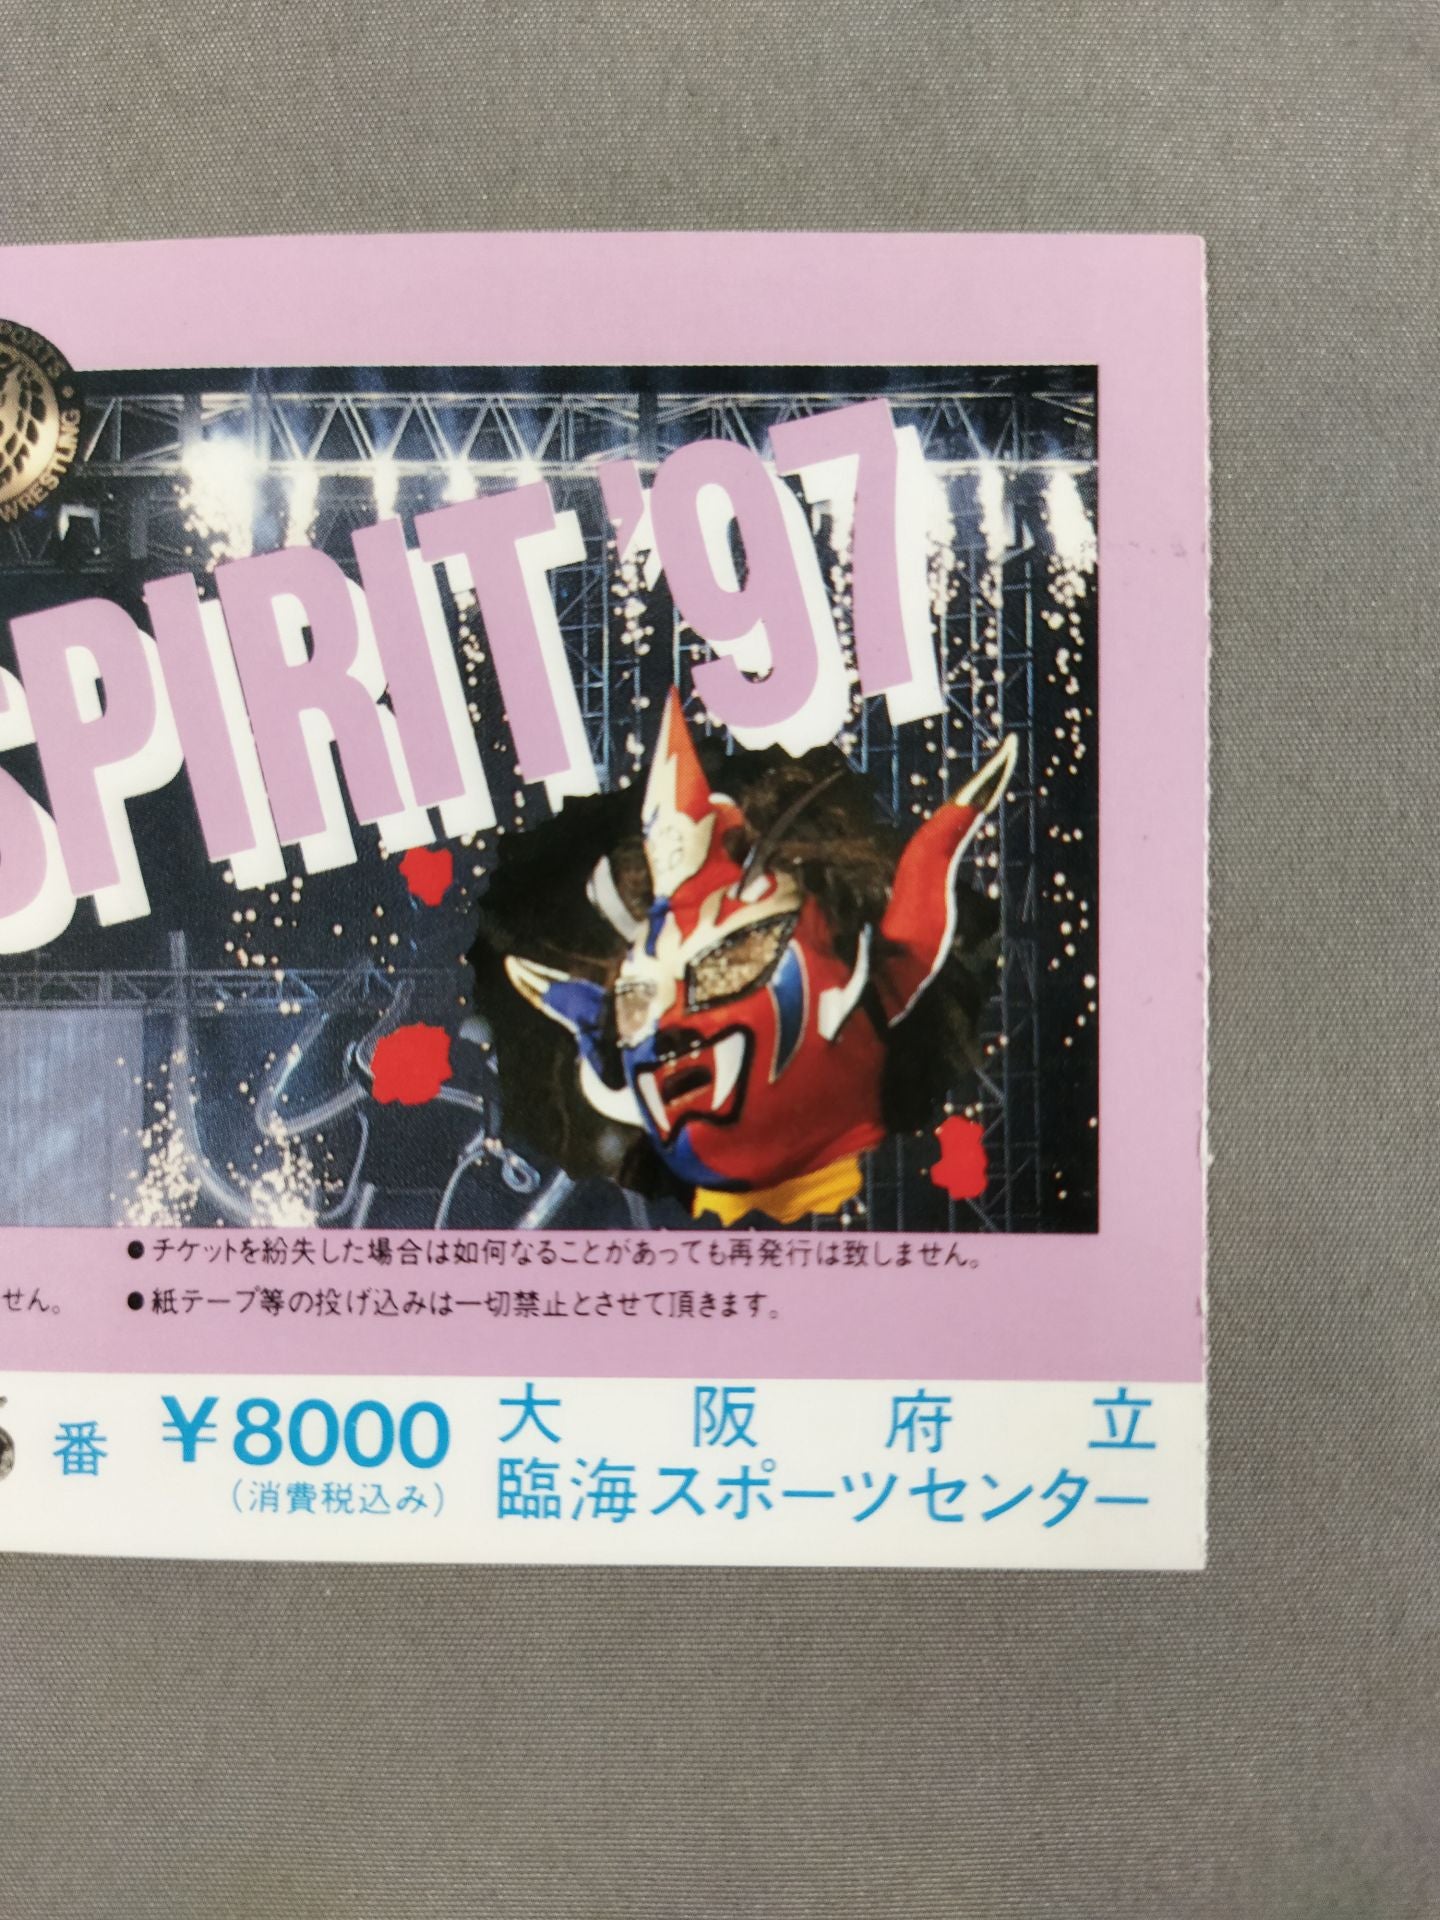 SPORTS
WRESTLING
SPIRIT '97
●チケットを紛失した場合は如何なることがあっても再発行は致しません。
せん。 ●紙テープ等の投げ込みは一切禁止とさせて頂きます。
番 ¥8000 大阪府立
(消費税込み) 臨海スポーツセンター